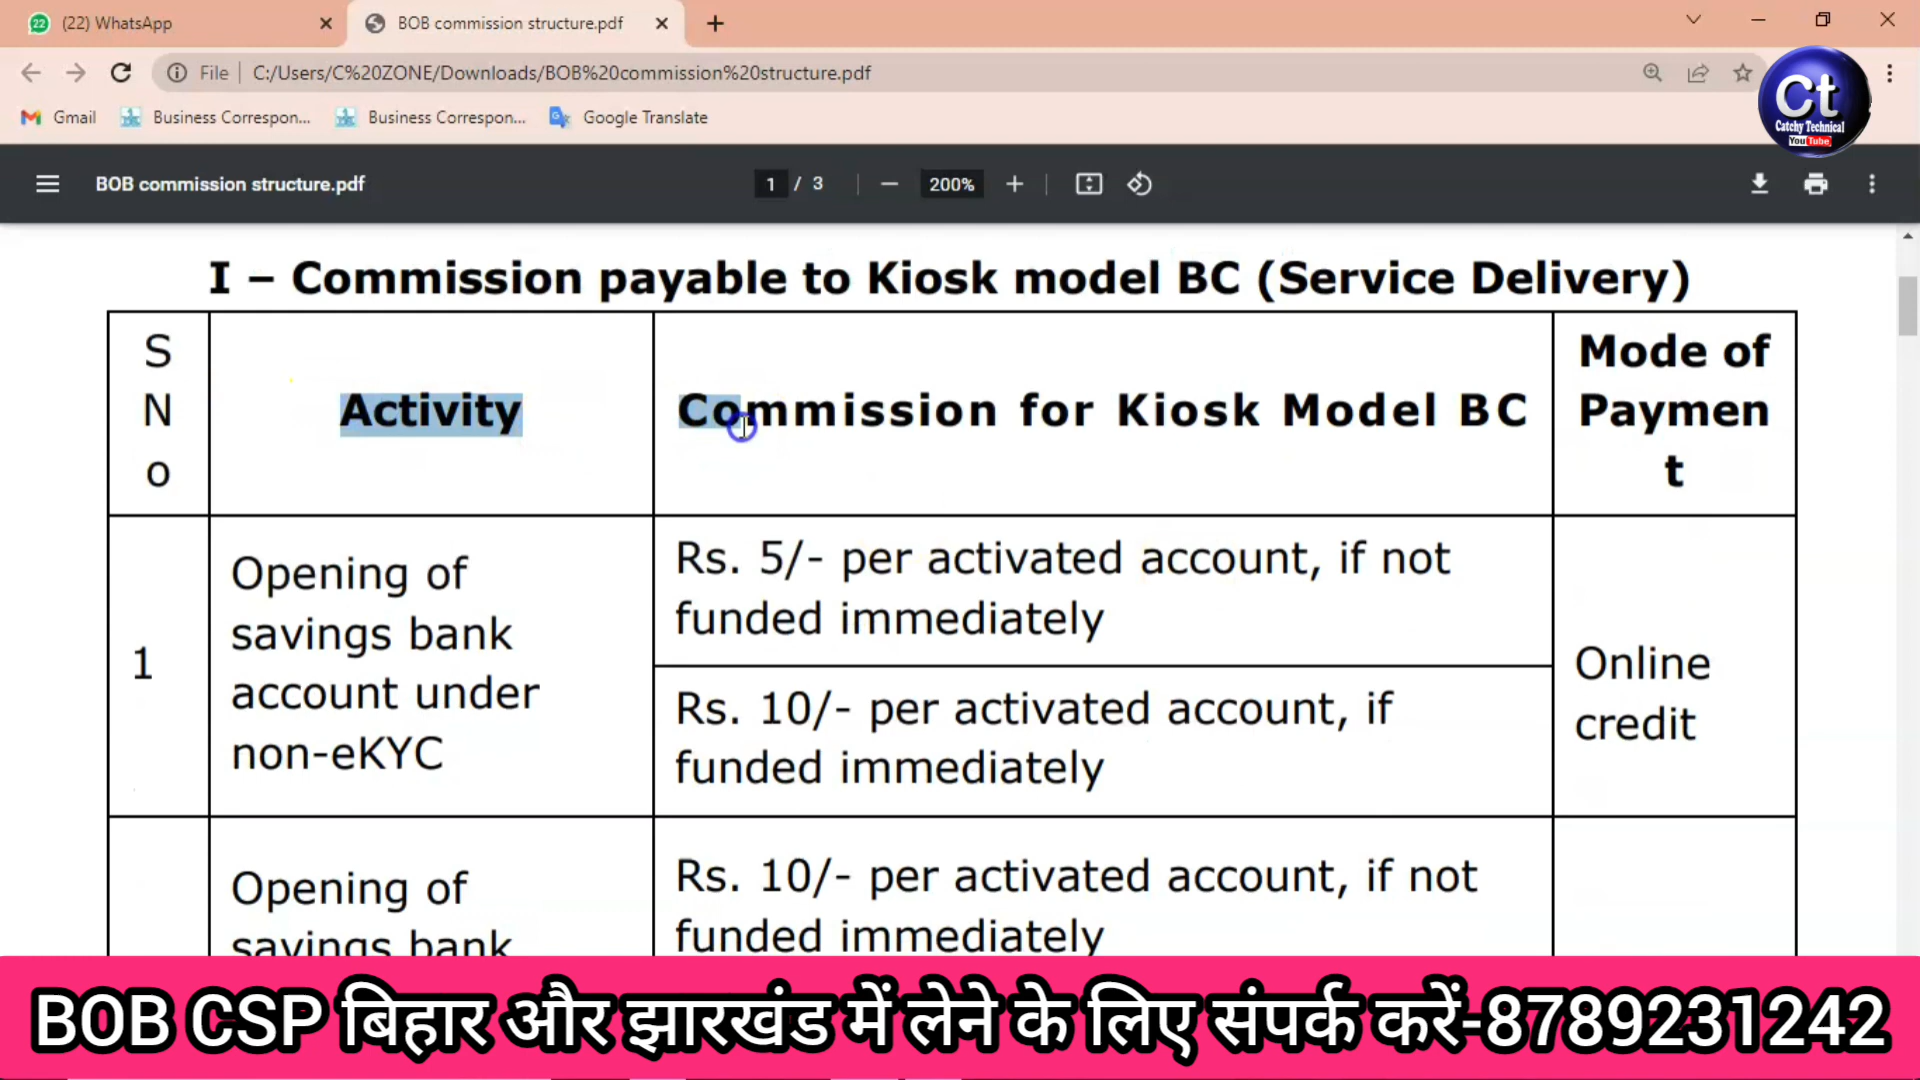 22
(22) WhatsApp
BOB commission structure.pdf
File
C:/Users/C%20ZONE/Downloads/BOB%20commission%20structure.pdf
Ct
Catchy Technical
YouTube
Gmail
Business Correspon...
Business Correspon...
Google Translate
BOB commission structure.pdf
1 / 3
200%
I – Commission payable to Kiosk model BC (Service Delivery)
S
N
o
Activity
Commission for Kiosk Model BC
Mode of
Paymen
t
1
Opening of
savings bank
account under
non-eKYC
Rs. 5/- per activated account, if not
funded immediately
Rs. 10/- per activated account, if
funded immediately
Online
credit
Opening of
savings bank
Rs. 10/- per activated account, if not
funded immediately
BOB CSP बिहार और झारखंड में लेने के लिए संपर्क करें-8789231242